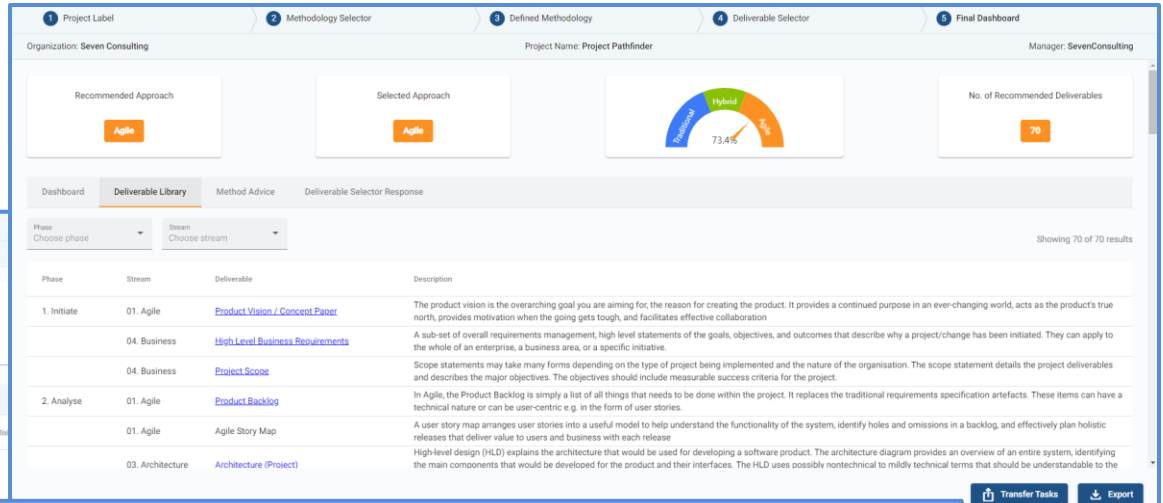 1 Project Label 2 Methodology Selector 3 Defined Methodology 4 Deliverable Selector 5 Final Dashboard
Organization: Seven Consulting Project Name: Project Pathfinder Manager: SevenConsulting
Recommended Approach
Agile
Selected Approach
Agile
Traditional Hybrid Agile
73.4%
No. of Recommended Deliverables
70
Dashboard Deliverable Library Method Advice Deliverable Selector Response
Phase
Choose phase
Stream
Choose stream
Showing 70 of 70 results
Phase Stream Deliverable Description
1. Initiate 01. Agile Product Vision / Concept Paper The product vision is the overarching goal you are aiming for, the reason for creating the product. It provides a continued purpose in an ever-changing world, acts as the product's true
north, provides motivation when the going gets tough, and facilitates effective collaboration
04. Business High Level Business Requirements A sub-set of overall requirements management, high level statements of the goals, objectives, and outcomes that describe why a project/change has been initiated. They can apply to
the whole of an enterprise, a business area, or a specific initiative.
04. Business Project Scope Scope statements may take many forms depending on the type of project being implemented and the nature of the organisation. The scope statement details the project deliverables
and describes the major objectives. The objectives should include measurable success criteria for the project.
2. Analyse 01. Agile Product Backlog In Agile, the Product Backlog is simply a list of all things that needs to be done within the project. It replaces the traditional requirements specification artefacts. These items can have a
technical nature or can be user-centric e.g. in the form of user stories.
01. Agile Agile Story Map A user story map arranges user stories into a useful model to help understand the functionality of the system, identify holes and omissions in a backlog, and effectively plan holistic
releases that deliver value to users and business with each release
03. Architecture Architecture (Project) High-level design (HLD) explains the architecture that would be used for developing a software product. The architecture diagram provides an overview of an entire system, identifying
the main components that would be developed for the product and their interfaces. The HLD uses possibly nontechnical to mildly technical terms that should be understandable to the
Transfer Tasks Export